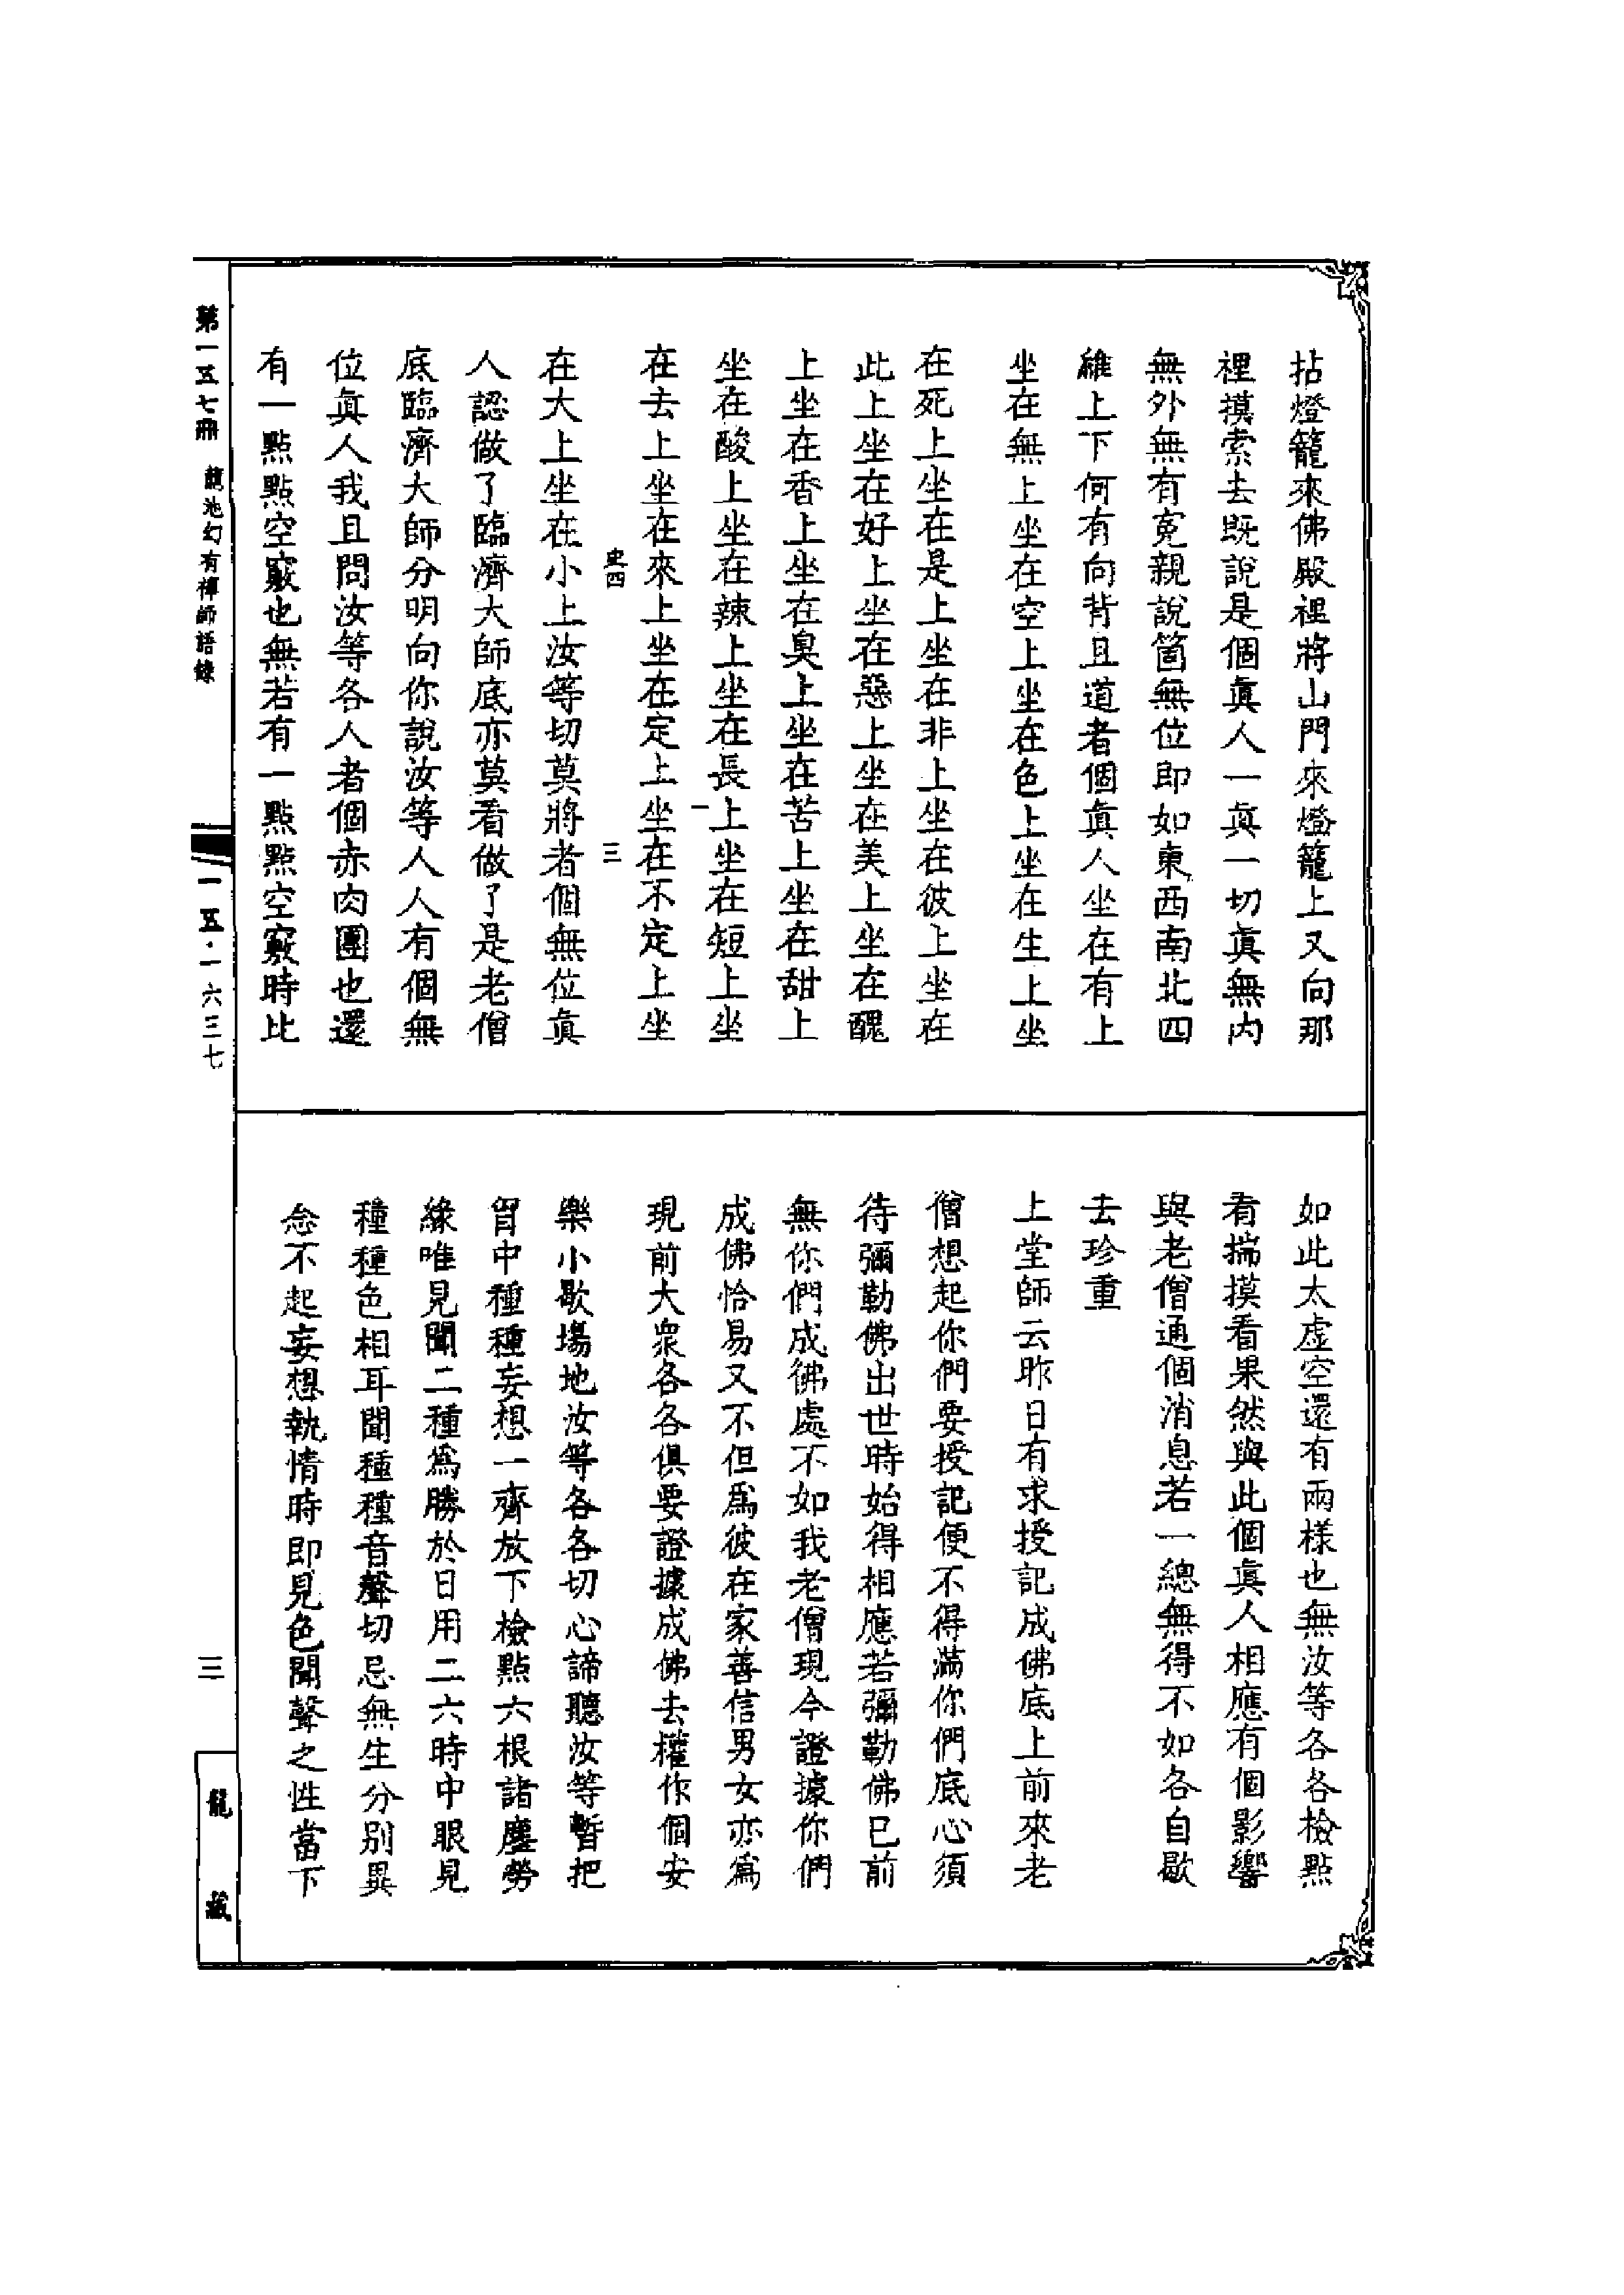 拈燈籠來佛殿裡將山門來燈籠上又向那
裡摸索去既說是個眞人一眞一切眞無內
無外無有寃親說箇無位即如東西南北四
維上下何有向背且道者個眞人坐在有上
坐在無上坐在空上坐在色上坐在生上坐
在死上坐在是上坐在非上坐在彼上坐在
此上坐在好上坐在惡上坐在美上坐在醜
上坐在香上坐在臭上坐在苦上坐在甜上
坐在酸上坐在辣上坐在長上坐在短上坐
在去上坐在來上坐在定上坐在不定上坐
史四 三
在大上坐在小上汝等切莫將者個無位眞
人認做了臨濟大師底亦莫看做了是老僧
底臨濟大師分明向你說汝等人人有個無
位眞人我且問汝等各人者個赤肉團也還
有一點點空竅也無若有一點點空竅時比
如此太虛空還有兩樣也無汝等各各檢點
看揣摸看果然與此個眞人相應有個影響
與老僧通個消息若一總無得不如各自歇
去珍重
上堂師云昨日有求授記成佛底上前來老
僧想起你們要授記便不得滿你們底心須
待彌勒佛出世時始得相應若彌勒佛已前
無你們成彿處不如我老僧現今證據你們
成佛恰易又不但爲彼在家善信男女亦爲
現前大衆各各俱要證據成佛去權作個安
樂小歇場地汝等各各切心諦聽汝等暫把
胷中種種妄想一齊放下檢點六根諸塵勞
緣唯見聞二種爲勝於日用二六時中眼見
種種色相耳聞種種音聲切忌無生分別異
念不起妄想執情時即見色聞聲之性當下
第一五七冊 龍池幻有禪師語錄 一五·一六三七
三
龍藏